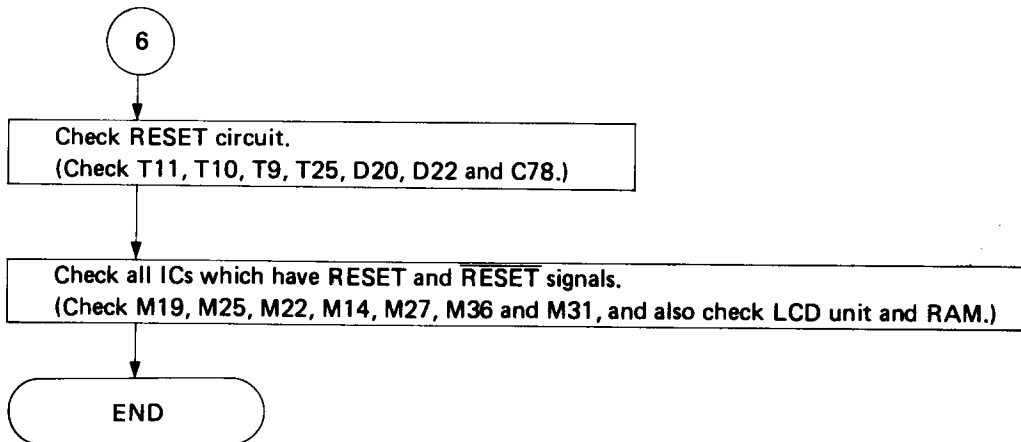 6
Check RESET circuit.
(Check T11, T10, T9, T25, D20, D22 and C78.)
Check all ICs which have RESET and R̅E̅S̅E̅T̅ signals.
(Check M19, M25, M22, M14, M27, M36 and M31, and also check LCD unit and RAM.)
END